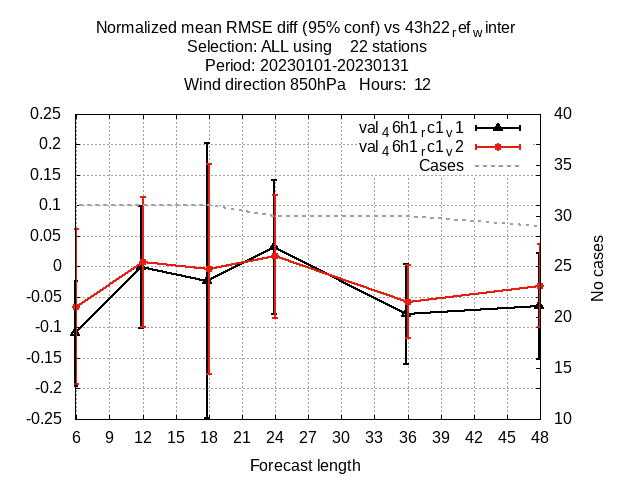 Normalized mean RMSE diff (95% conf) vs 43h22refwinter
Selection: ALL using 22 stations
Period: 20230101-20230131
Wind direction 850hPa Hours: 12
val46h1rc1v1
val46h1rc1v2
Cases
0.25
0.2
0.15
0.1
0.05
0
-0.05
-0.1
-0.15
-0.2
-0.25
40
35
30
25
20
15
10
No cases
6 9 12 15 18 21 24 27 30 33 36 39 42 45 48
Forecast length